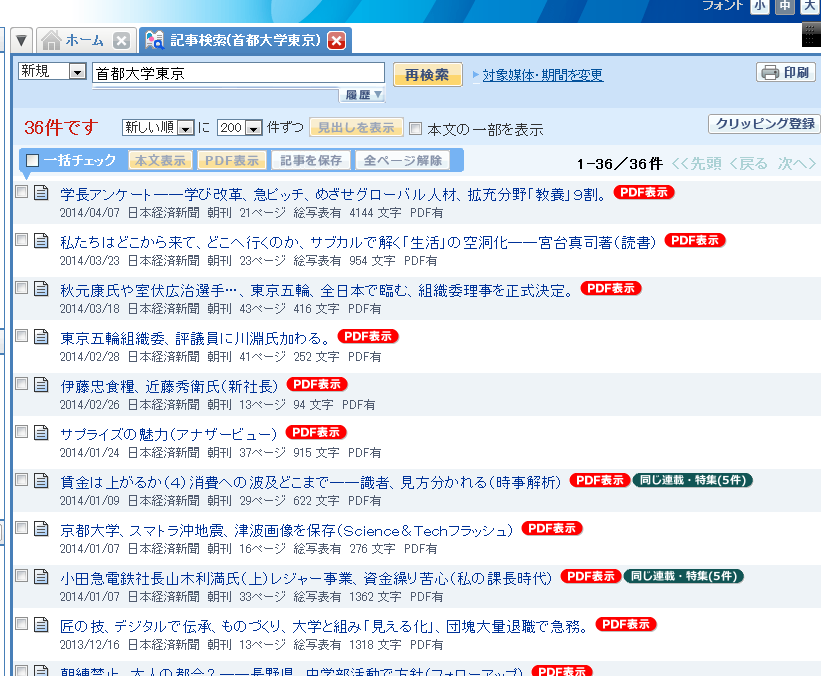 フォント 小 中 大
▼ ホーム 記事検索(首都大学東京)
新規 首都大学東京 再検索 対象媒体・期間を変更 印刷
履歴▼
36件です 新しい順 に 200 件ずつ 見出しを表示 本文の一部を表示 クリッピング登録
一括チェック 本文表示 PDF表示 記事を保存 全ページ解除 1-36/36件 <<先頭 <戻る 次へ>
学長アンケート――学び改革、急ピッチ、めざせグローバル人材、拡充分野「教養」9割。 PDF表示
2014/04/07 日本経済新聞 朝刊 21ページ 絵写表有 4144 文字 PDF有
私たちはどこから来て、どこへ行くのか、サブカルで解く「生活」の空洞化――宮台真司著(読書) PDF表示
2014/03/23 日本経済新聞 朝刊 23ページ 絵写表有 954 文字 PDF有
秋元康氏や室伏広治選手…、東京五輪、全日本で臨む、組織委理事を正式決定。 PDF表示
2014/03/18 日本経済新聞 朝刊 43ページ 416 文字 PDF有
東京五輪組織委、評議員に川淵氏加わる。 PDF表示
2014/02/28 日本経済新聞 朝刊 41ページ 252 文字 PDF有
伊藤忠食糧、近藤秀衛氏(新社長) PDF表示
2014/02/26 日本経済新聞 朝刊 13ページ 94 文字 PDF有
サプライズの魅力(アナザービュー) PDF表示
2014/01/24 日本経済新聞 朝刊 37ページ 915 文字 PDF有
賃金は上がるか(4)消費への波及どこまで――識者、見方分かれる(時事解析) PDF表示 同じ連載・特集(5件)
2014/01/09 日本経済新聞 朝刊 29ページ 622 文字 PDF有
京都大学、スマトラ沖地震、津波画像を保存(Science&Techフラッシュ) PDF表示
2014/01/07 日本経済新聞 朝刊 16ページ 絵写表有 276 文字 PDF有
小田急電鉄社長山木利満氏(上)レジャー事業、資金繰り苦心(私の課長時代) PDF表示 同じ連載・特集(5件)
2014/01/07 日本経済新聞 朝刊 33ページ 絵写表有 1362 文字 PDF有
匠の技、デジタルで伝承、ものづくり、大学と組み「見える化」、団塊大量退職で急務。 PDF表示
2013/12/16 日本経済新聞 朝刊 13ページ 絵写表有 1318 文字 PDF有
朝練禁止、大人の都合?――長野県、中学部活動で方針(フォローアップ) PDF表示